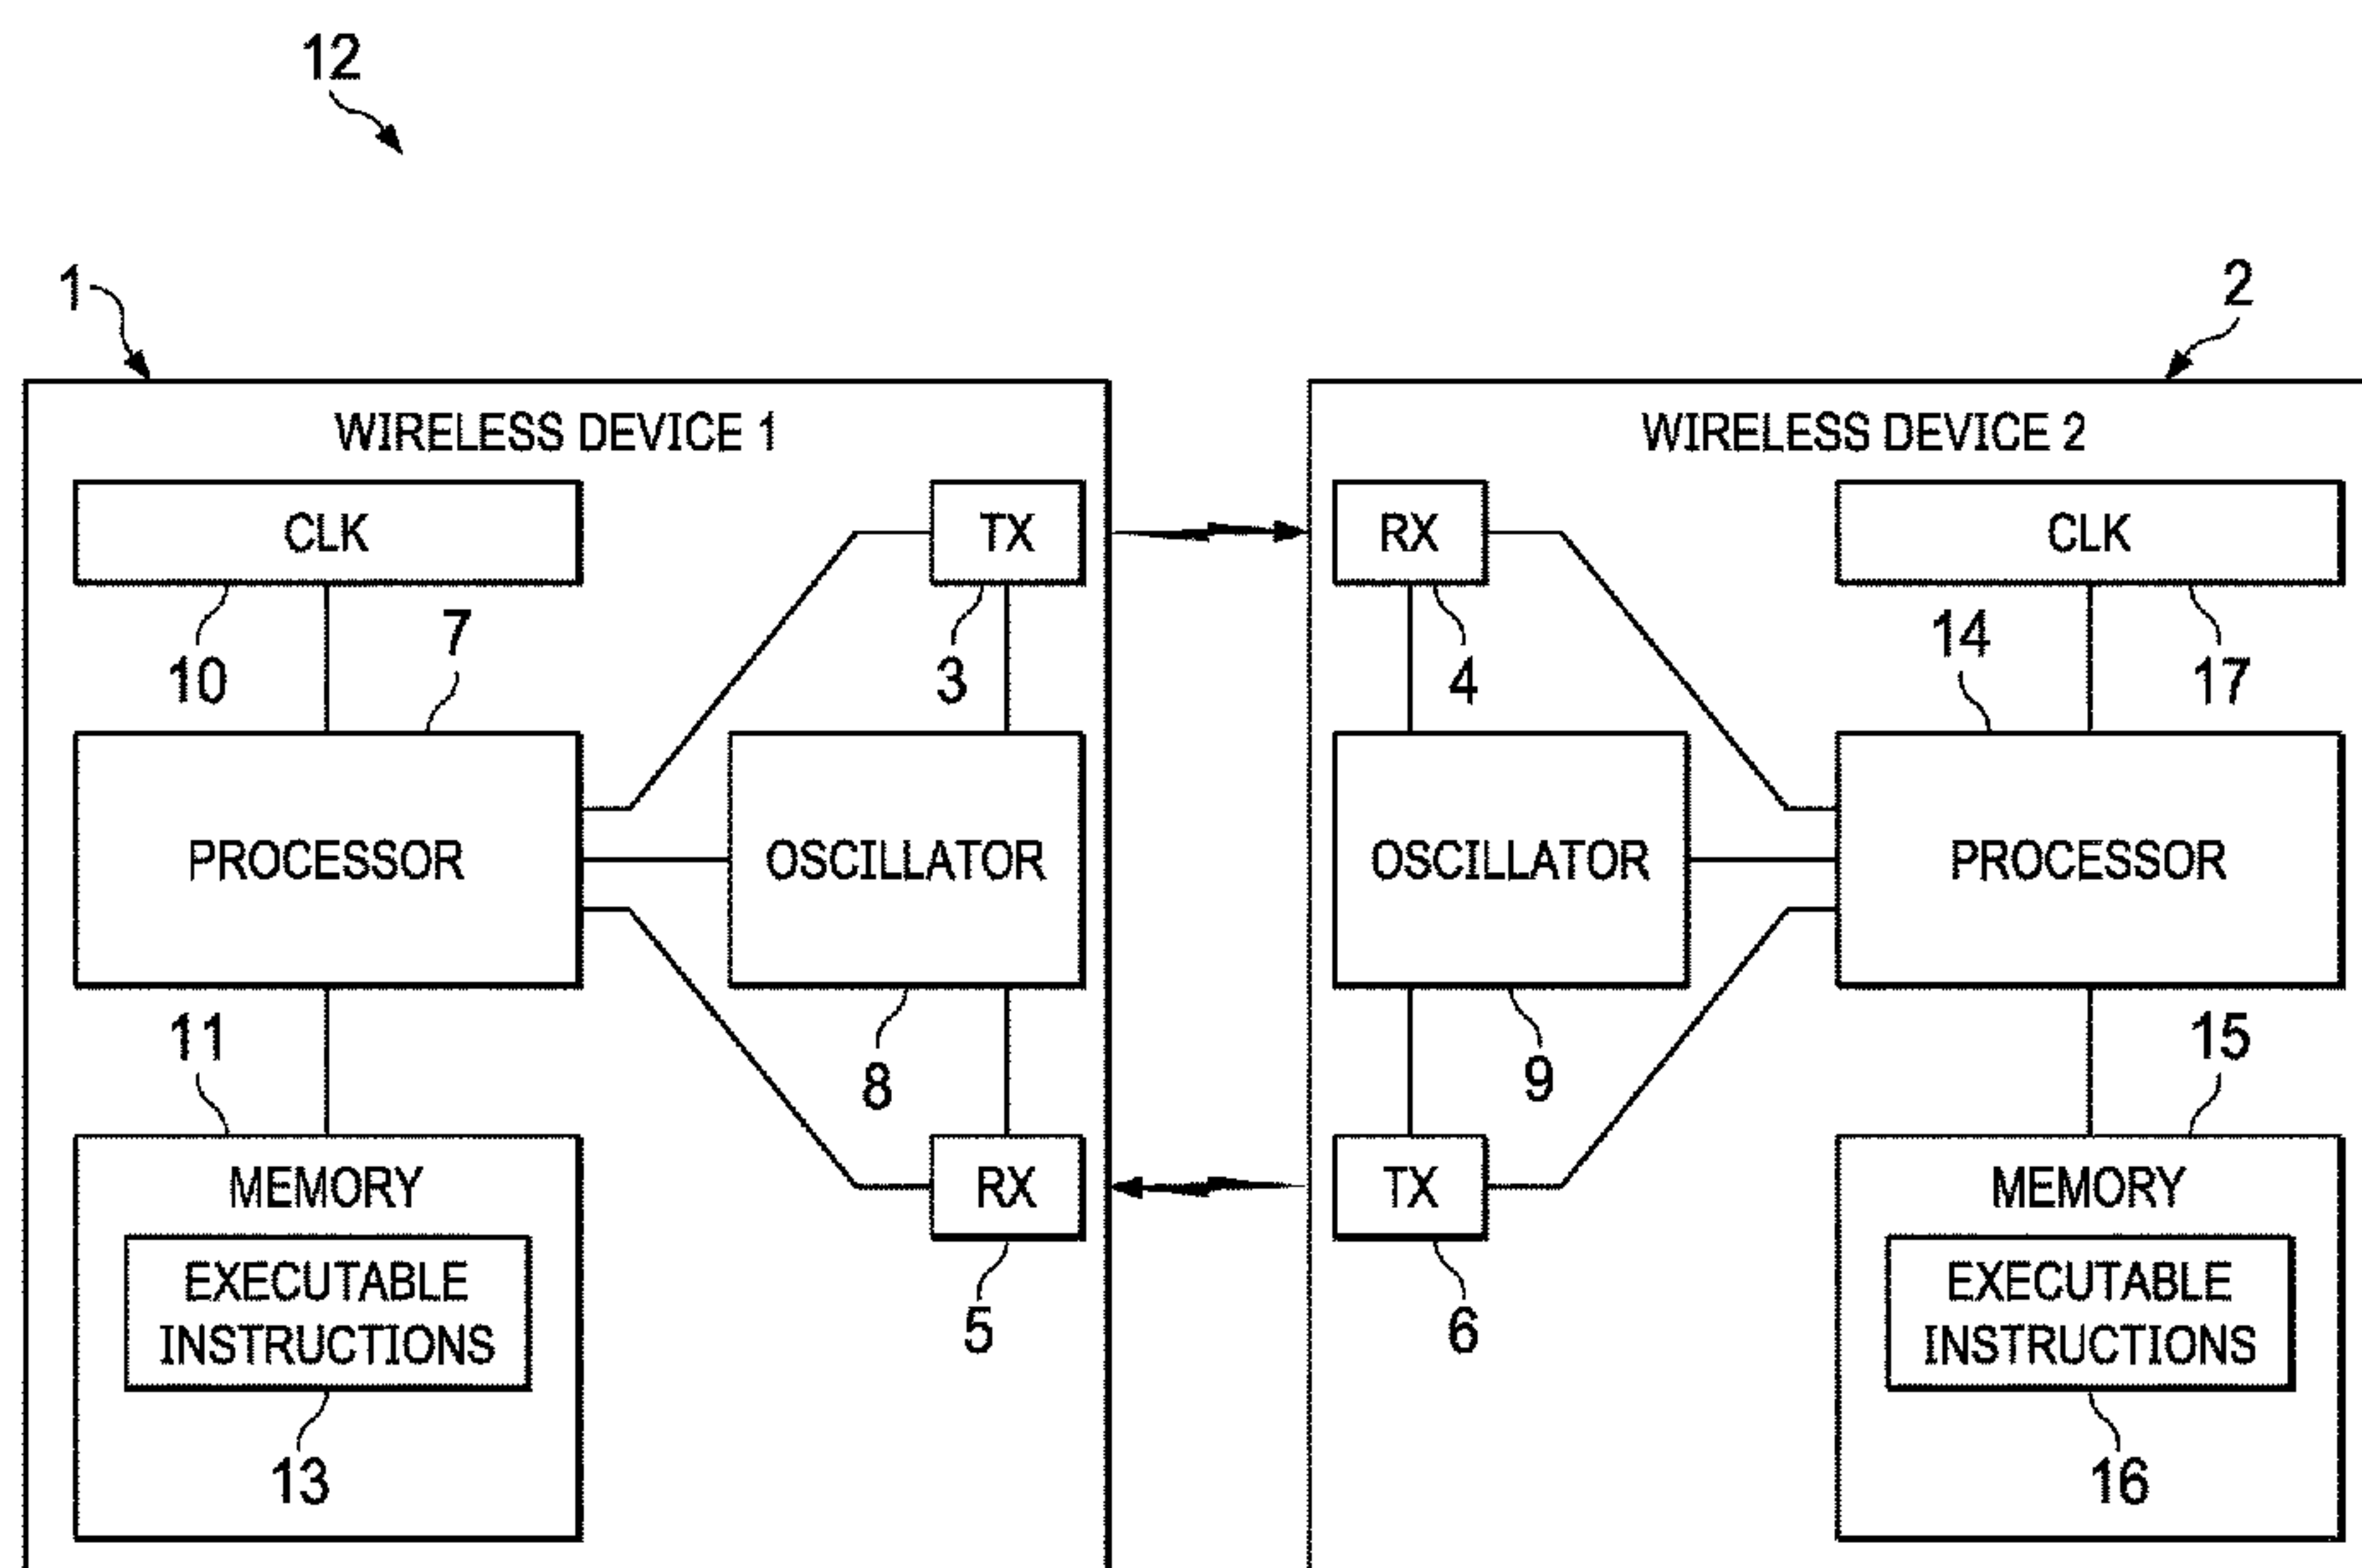 12
1
2
WIRELESS DEVICE 1
WIRELESS DEVICE 2
CLK
TX
RX
CLK
10
7
3
4
14
17
PROCESSOR
OSCILLATOR
OSCILLATOR
PROCESSOR
11
8
9
15
MEMORY
RX
TX
MEMORY
EXECUTABLE
INSTRUCTIONS
EXECUTABLE
INSTRUCTIONS
5
6
13
16